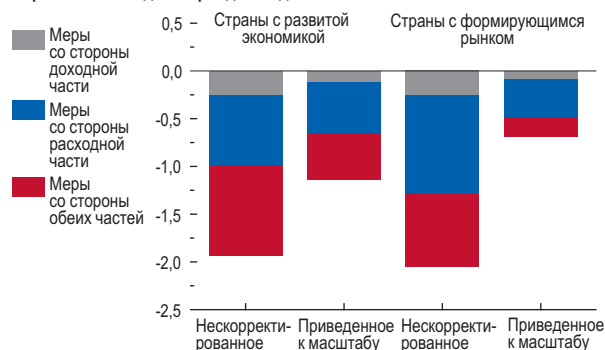 Страны с развитой
экономикой
Страны с формирующимся
рынком
Меры
со стороны
доходной
части
Меры
со стороны
расходной
части
Меры
со стороны
обеих частей
0,5
0,0
-0,5
-1,0
-1,5
-2,0
-2,5
Нескорректи-
рованное
Приведенное
к масштабу
Нескорректи-
рованное
Приведенное
к масштабу